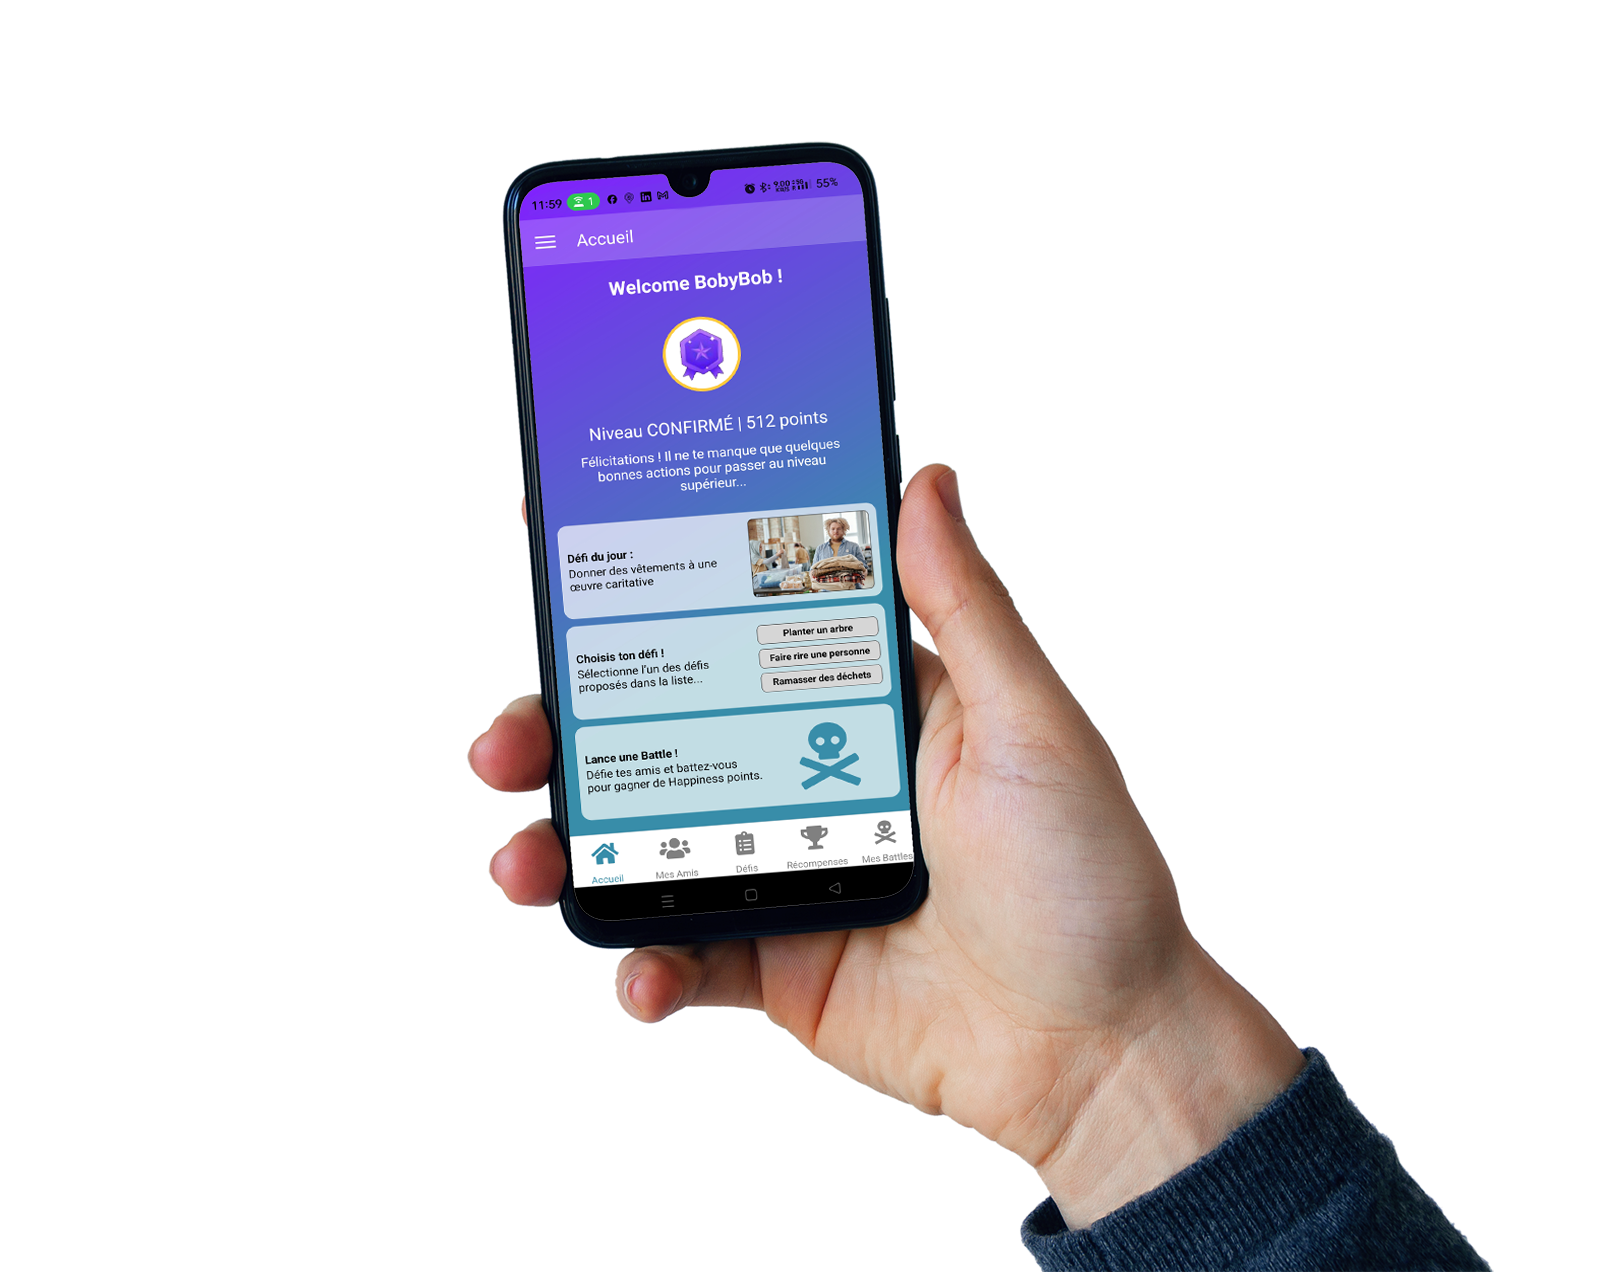 11:59 1 55%
Accueil
Welcome BobyBob !
Niveau CONFIRMÉ | 512 points
Félicitations ! Il ne te manque que quelques
bonnes actions pour passer au niveau
supérieur...
Défi du jour :
Donner des vêtements à une
œuvre caritative
Choisis ton défi !
Sélectionne l'un des défis
proposés dans la liste...
Planter un arbre
Faire rire une personne
Ramasser des déchets
Lance une Battle !
Défie tes amis et battez-vous
pour gagner de Happiness points.
Accueil
Mes Amis
Défis
Récompenses
Mes Battles